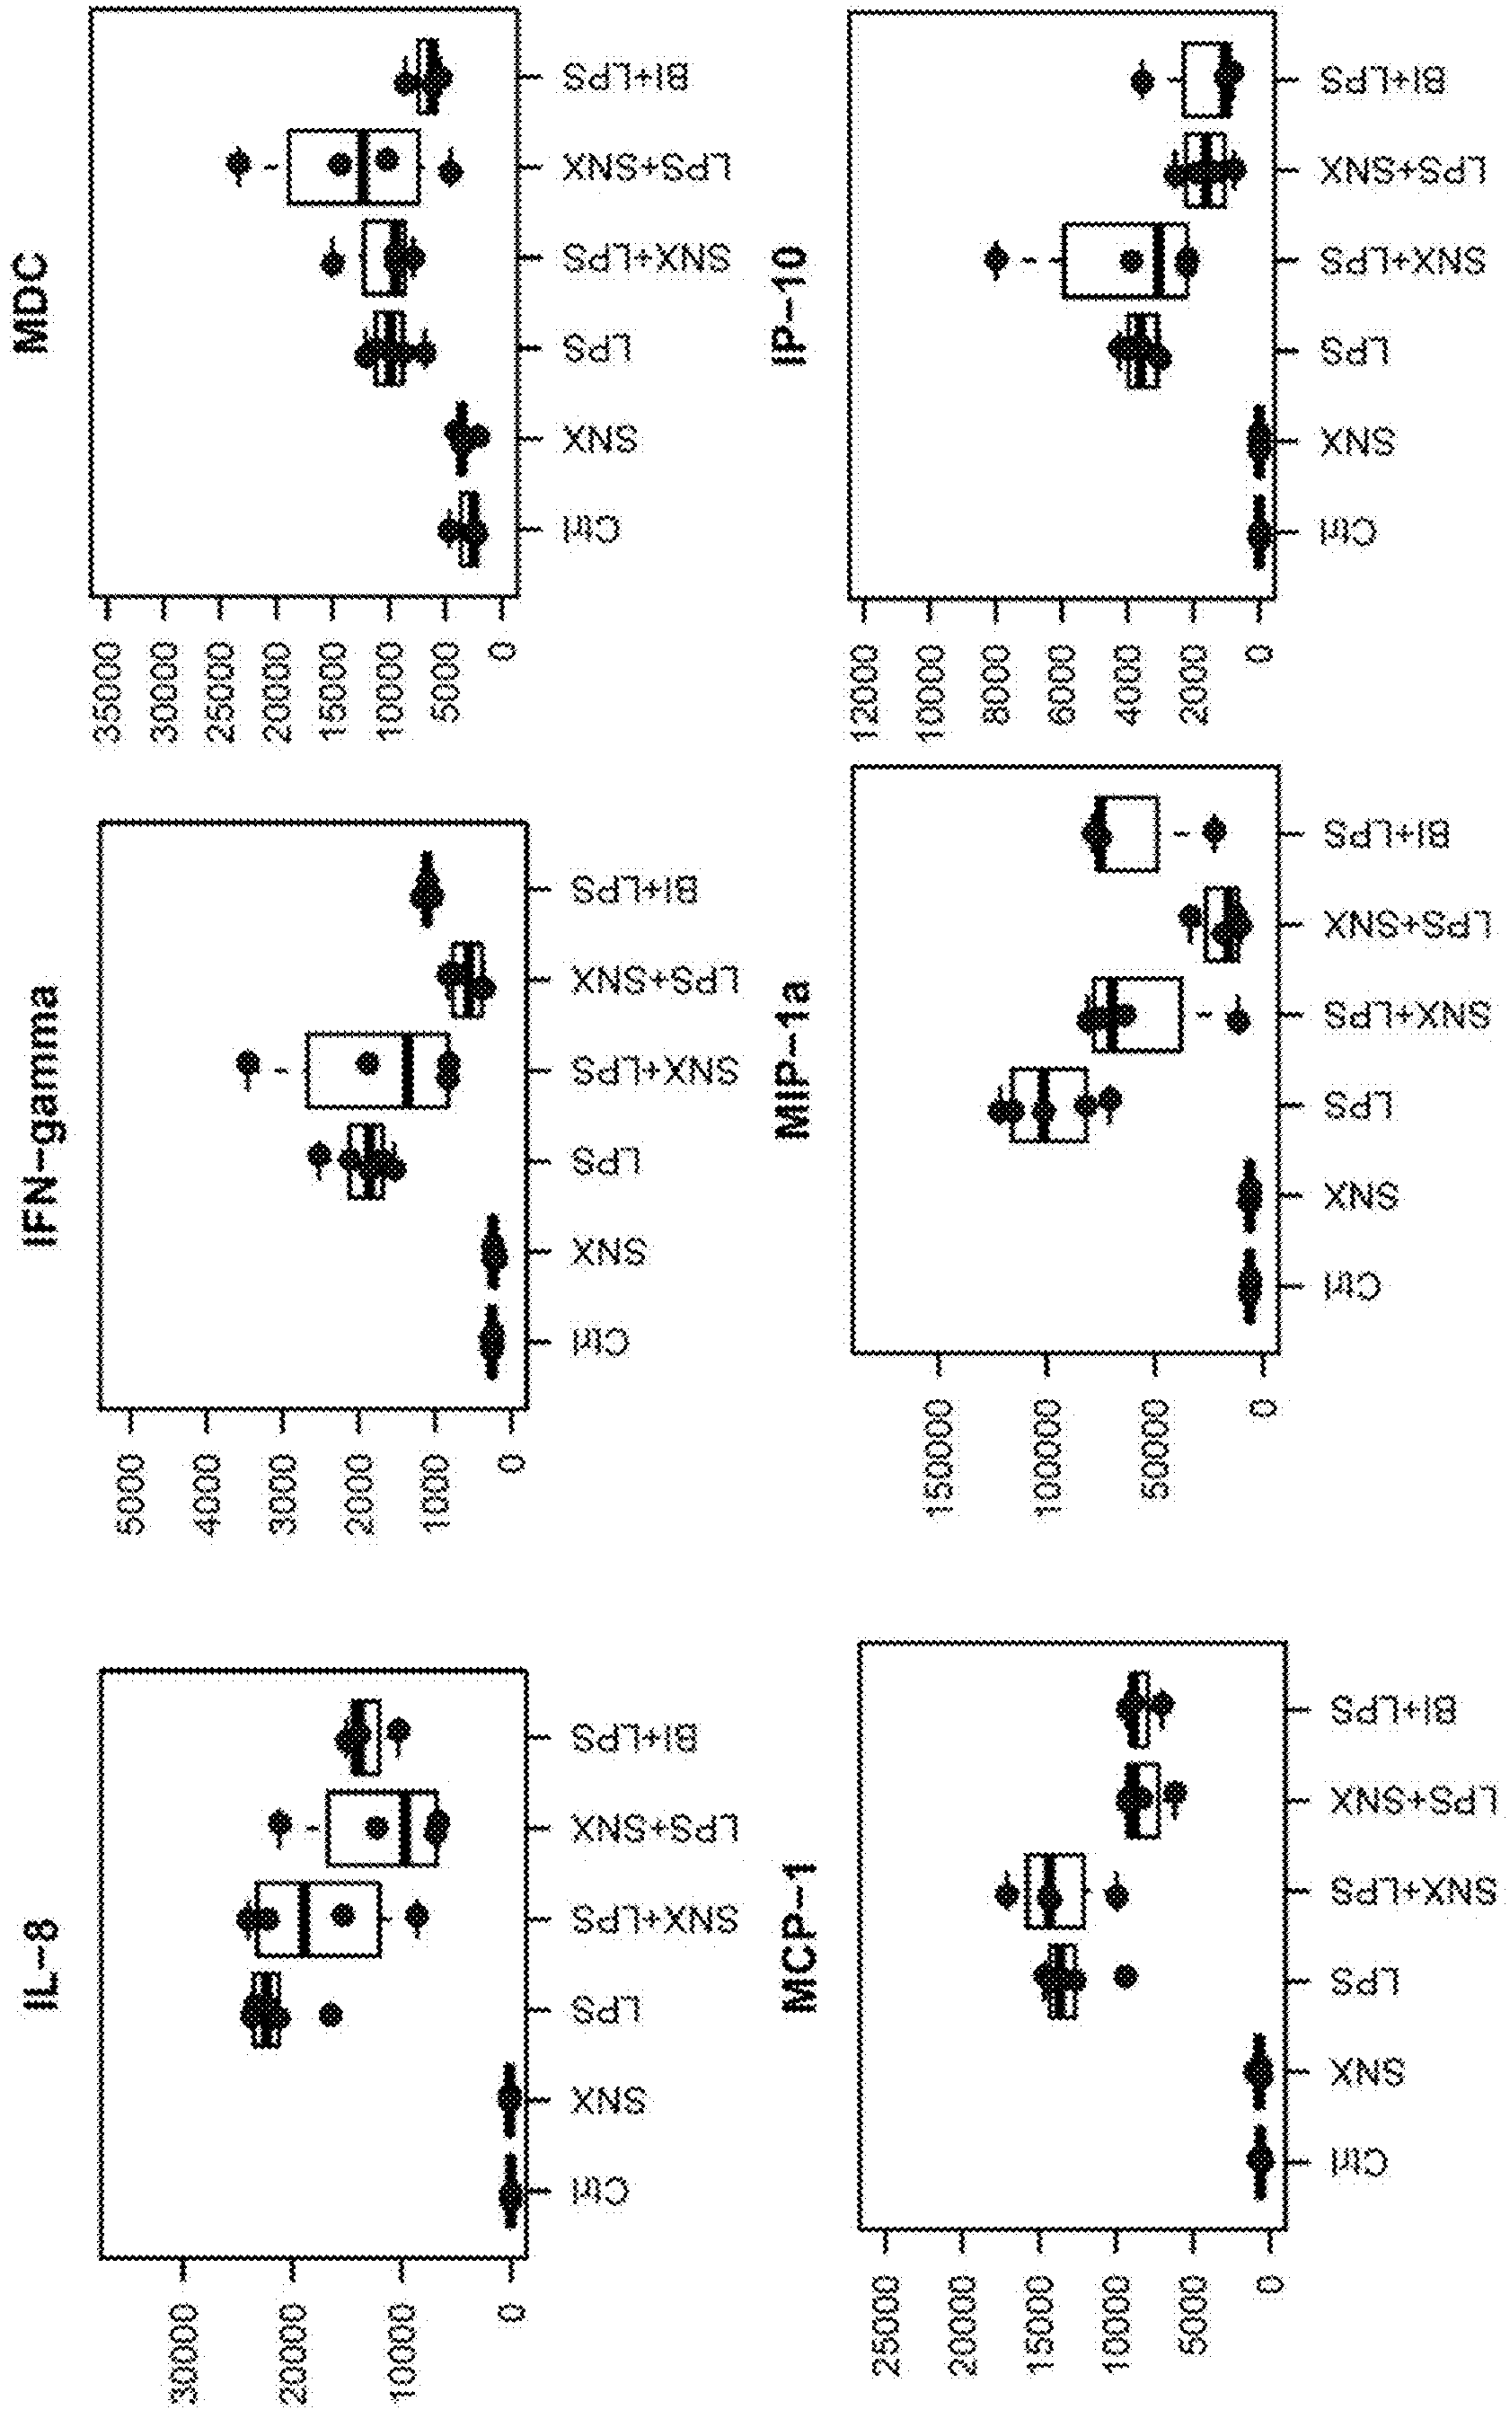 IL-8
30000
20000
10000
0
Ctrl
SNX
LPS
SNX+LPS
LPS+SNX
BI+LPS
IFN-gamma
5000
4000
3000
2000
1000
0
Ctrl
SNX
LPS
SNX+LPS
LPS+SNX
BI+LPS
MDC
35000
30000
25000
20000
15000
10000
5000
0
Ctrl
SNX
LPS
SNX+LPS
LPS+SNX
BI+LPS
MCP-1
25000
20000
15000
10000
5000
0
Ctrl
SNX
LPS
SNX+LPS
LPS+SNX
BI+LPS
MIP-1a
150000
100000
50000
0
Ctrl
SNX
LPS
SNX+LPS
LPS+SNX
BI+LPS
IP-10
12000
10000
8000
6000
4000
2000
0
Ctrl
SNX
LPS
SNX+LPS
LPS+SNX
BI+LPS